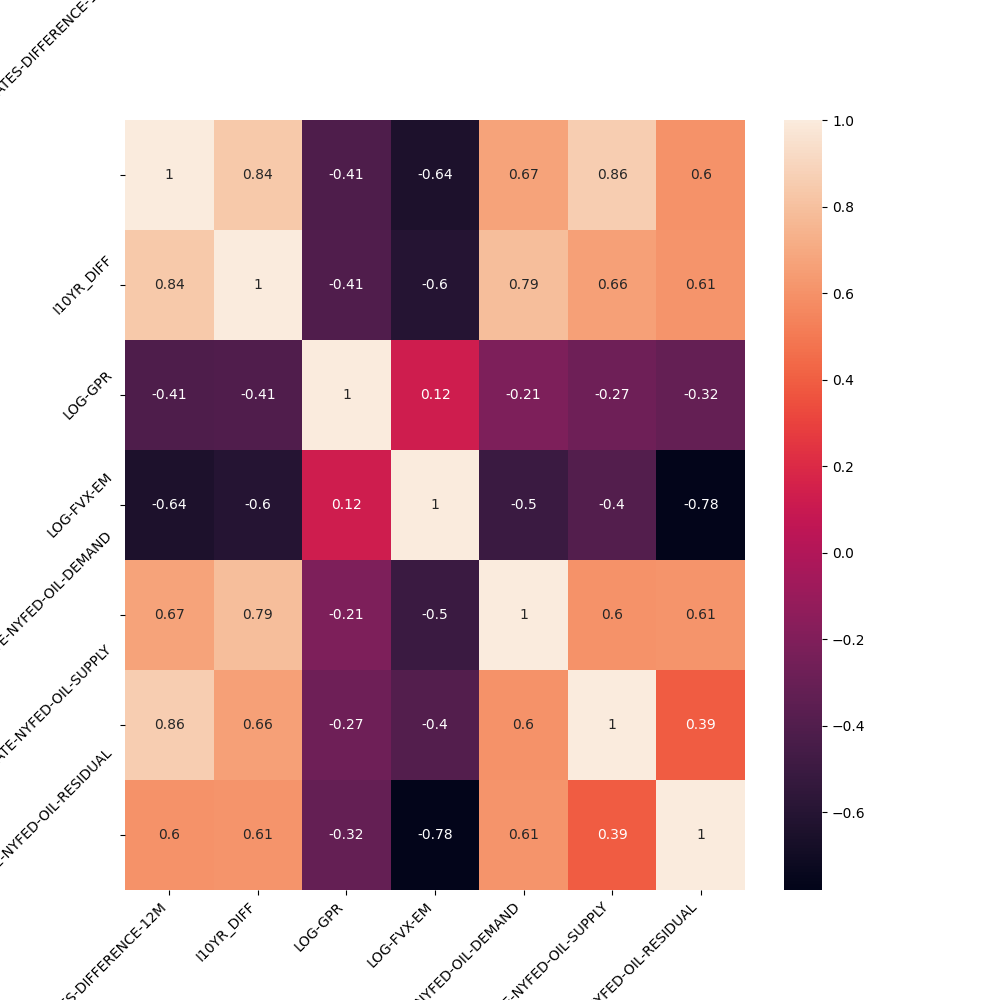 ATES-DIFFERENCE-
1 0.84 -0.41 -0.64 0.67 0.86 0.6
I10YR_DIFF 0.84 1 -0.41 -0.6 0.79 0.66 0.61
LOG-GPR -0.41 -0.41 1 0.12 -0.21 -0.27 -0.32
LOG-FVX-EM -0.64 -0.6 0.12 1 -0.5 -0.4 -0.78
E-NYFED-OIL-DEMAND 0.67 0.79 -0.21 -0.5 1 0.6 0.61
ATE-NYFED-OIL-SUPPLY 0.86 0.66 -0.27 -0.4 0.6 1 0.39
-NYFED-OIL-RESIDUAL 0.6 0.61 -0.32 -0.78 0.61 0.39 1
S-DIFFERENCE-12M I10YR_DIFF LOG-GPR LOG-FVX-EM NYFED-OIL-DEMAND E-NYFED-OIL-SUPPLY YFED-OIL-RESIDUAL
1.0
0.8
0.6
0.4
0.2
0.0
−0.2
−0.4
−0.6